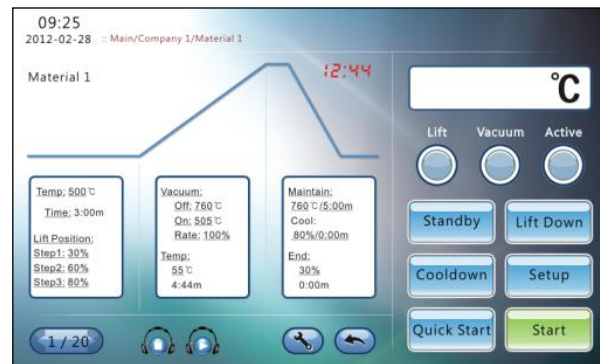 09:25
2012-02-28 :: Main/Company 1/Material 1
Material 1
12:44
℃
Lift Vacuum Active
Temp: 500℃
Time: 3:00m
Lift Position:
Step1: 30%
Step2: 60%
Step3: 80%
Vacuum:
Off: 760℃
On: 505℃
Rate: 100%
Temp:
55℃
4:44m
Maintain:
760℃/5:00m
Cool:
80%/0:00m
End:
30%
0:00m
Standby
Lift Down
Cooldown
Setup
Quick Start
Start
1 / 20